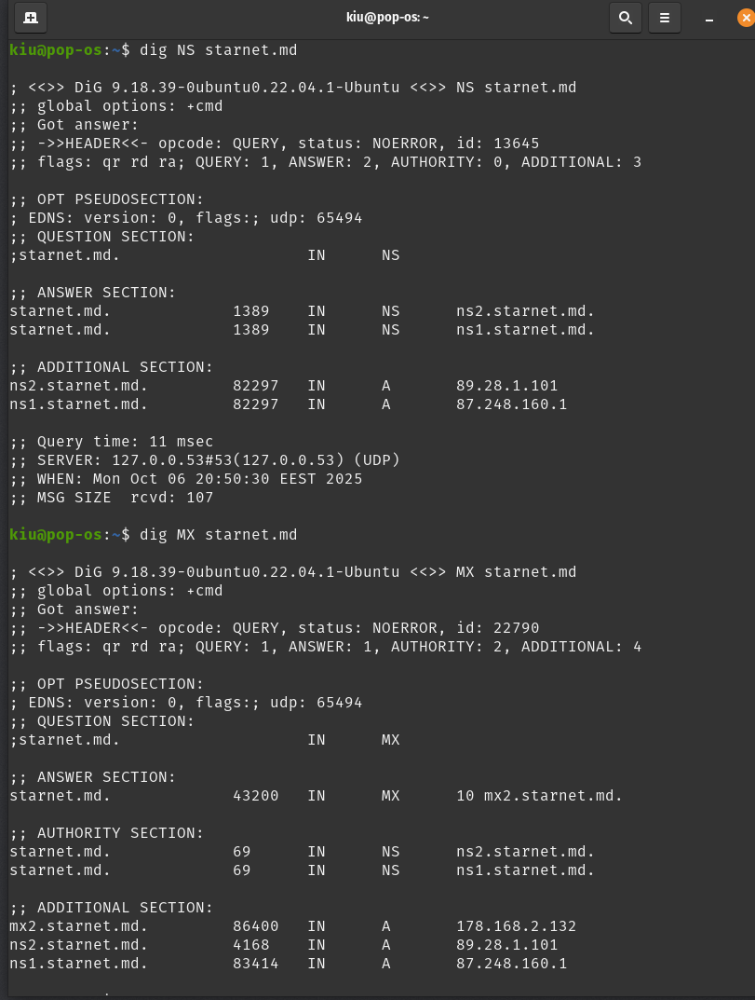 kiu@pop-os: ~
kiu@pop-os:~$ dig NS starnet.md

; <<>> DiG 9.18.39-0ubuntu0.22.04.1-Ubuntu <<>> NS starnet.md
;; global options: +cmd
;; Got answer:
;; ->>HEADER<<- opcode: QUERY, status: NOERROR, id: 13645
;; flags: qr rd ra; QUERY: 1, ANSWER: 2, AUTHORITY: 0, ADDITIONAL: 3

;; OPT PSEUDOSECTION:
; EDNS: version: 0, flags:; udp: 65494
;; QUESTION SECTION:
;starnet.md.			IN	NS

;; ANSWER SECTION:
starnet.md.		1389	IN	NS	ns2.starnet.md.
starnet.md.		1389	IN	NS	ns1.starnet.md.

;; ADDITIONAL SECTION:
ns2.starnet.md.		82297	IN	A	89.28.1.101
ns1.starnet.md.		82297	IN	A	87.248.160.1

;; Query time: 11 msec
;; SERVER: 127.0.0.53#53(127.0.0.53) (UDP)
;; WHEN: Mon Oct 06 20:50:30 EEST 2025
;; MSG SIZE  rcvd: 107

kiu@pop-os:~$ dig MX starnet.md

; <<>> DiG 9.18.39-0ubuntu0.22.04.1-Ubuntu <<>> MX starnet.md
;; global options: +cmd
;; Got answer:
;; ->>HEADER<<- opcode: QUERY, status: NOERROR, id: 22790
;; flags: qr rd ra; QUERY: 1, ANSWER: 1, AUTHORITY: 2, ADDITIONAL: 4

;; OPT PSEUDOSECTION:
; EDNS: version: 0, flags:; udp: 65494
;; QUESTION SECTION:
;starnet.md.			IN	MX

;; ANSWER SECTION:
starnet.md.		43200	IN	MX	10 mx2.starnet.md.

;; AUTHORITY SECTION:
starnet.md.		69	IN	NS	ns2.starnet.md.
starnet.md.		69	IN	NS	ns1.starnet.md.

;; ADDITIONAL SECTION:
mx2.starnet.md.		86400	IN	A	178.168.2.132
ns2.starnet.md.		4168	IN	A	89.28.1.101
ns1.starnet.md.		83414	IN	A	87.248.160.1